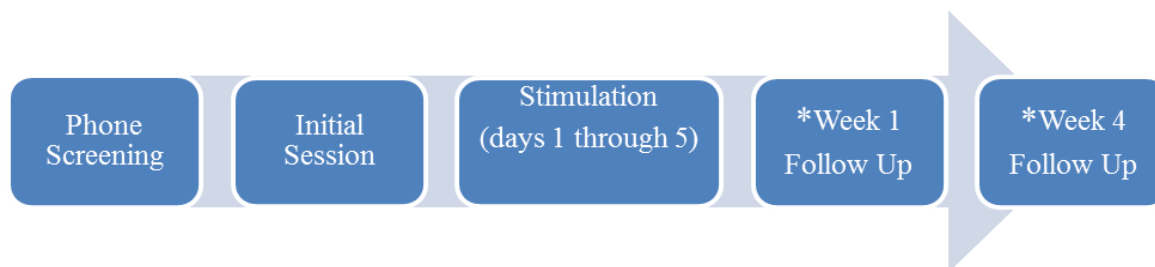 Phone
Screening
Initial
Session
Stimulation
(days 1 through 5)
*Week 1
Follow Up
*Week 4
Follow Up